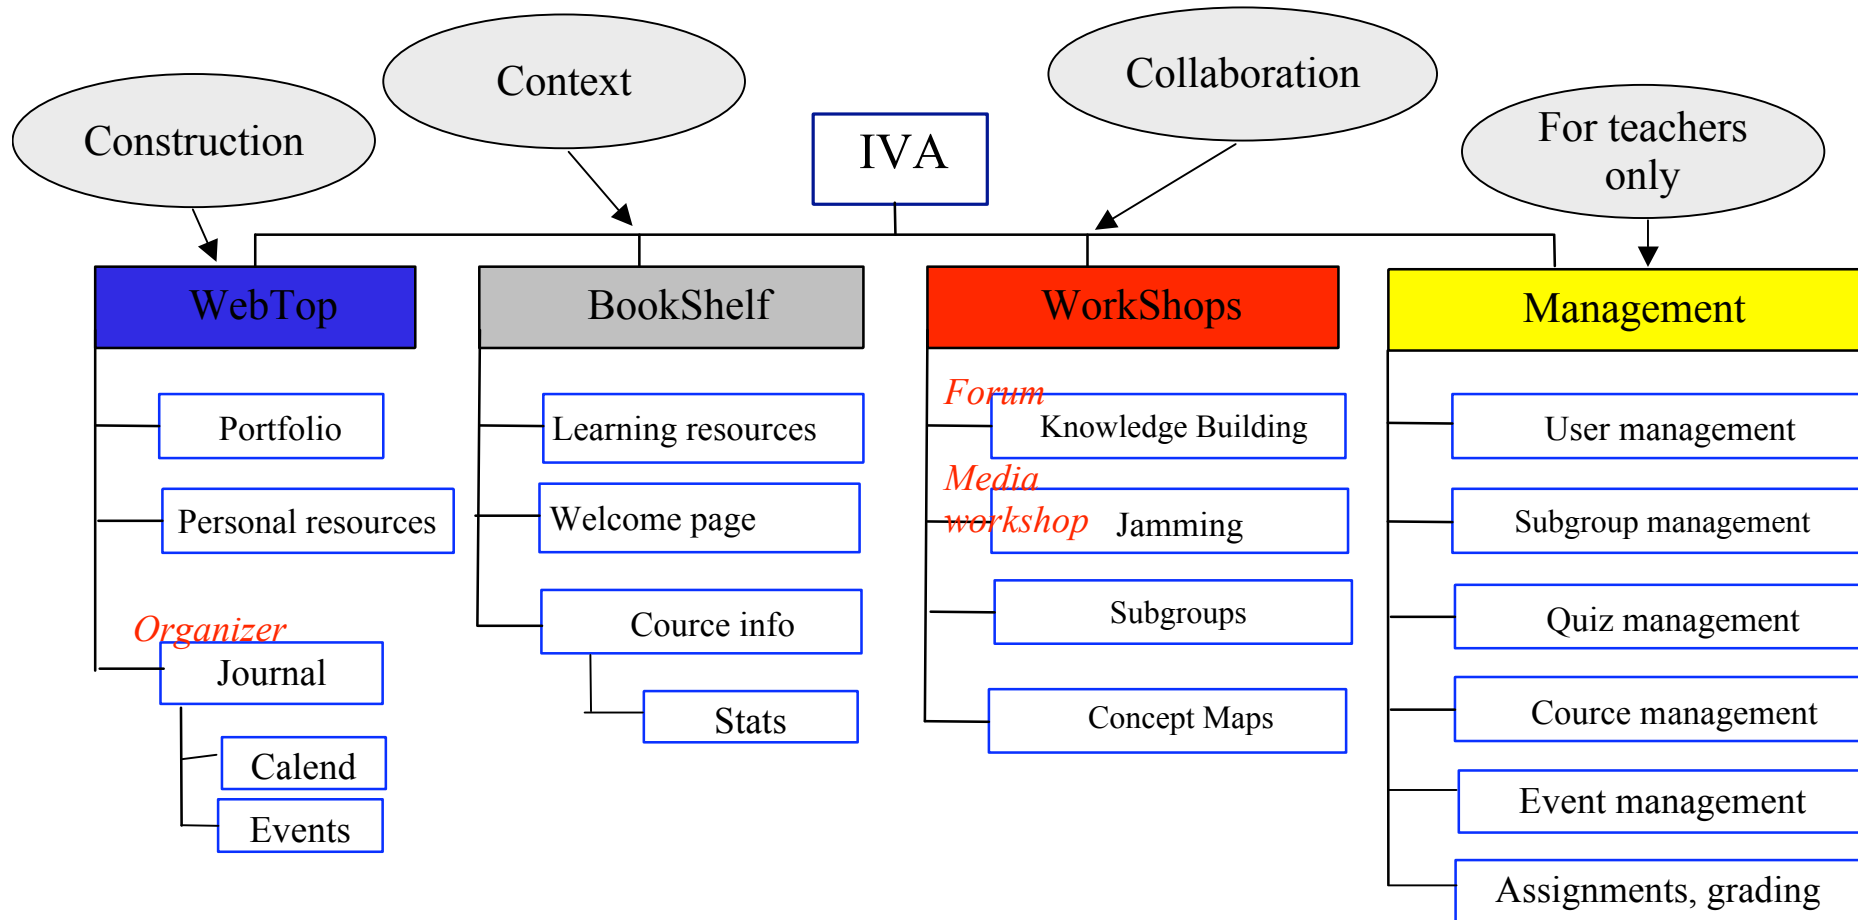 Construction
Context
Collaboration
For teachers
only
IVA
WebTop
BookShelf
WorkShops
Management
Portfolio
Personal resources
Organizer
Journal
Calend
Events
Learning resources
Welcome page
Cource info
Stats
Forum
Knowledge Building
Media
workshop
Jamming
Subgroups
Concept Maps
User management
Subgroup management
Quiz management
Cource management
Event management
Assignments, grading